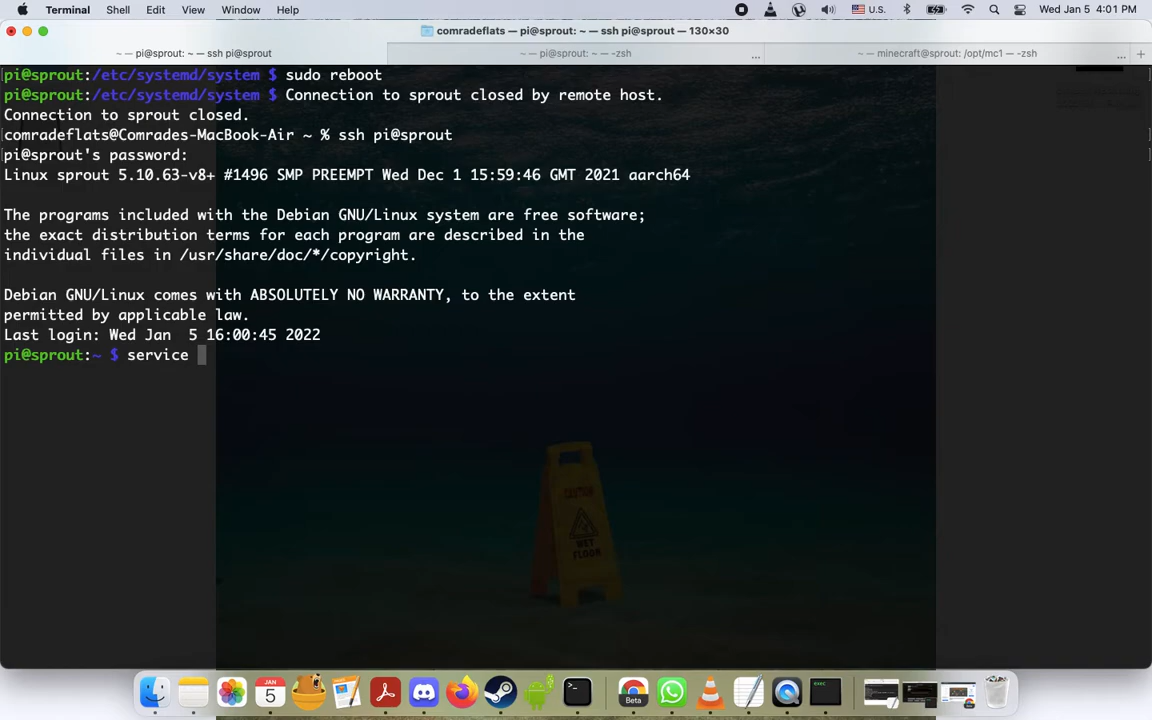 Terminal Shell Edit View Window Help U.S. Wed Jan 5 4:01 PM
comradeflats — pi@sprout: ~ — ssh pi@sprout — 130×30
~ — pi@sprout: ~ — ssh pi@sprout
~ — pi@sprout: ~ — -zsh ...
~ — minecraft@sprout: /opt/mc1 — -zsh ... +
pi@sprout:/etc/systemd/system $ sudo reboot
pi@sprout:/etc/systemd/system $ Connection to sprout closed by remote host.
Connection to sprout closed.
comradeflats@Comrades-MacBook-Air ~ % ssh pi@sprout
pi@sprout's password:
Linux sprout 5.10.63-v8+ #1496 SMP PREEMPT Wed Dec 1 15:59:46 GMT 2021 aarch64
The programs included with the Debian GNU/Linux system are free software;
the exact distribution terms for each program are described in the
individual files in /usr/share/doc/*/copyright.
Debian GNU/Linux comes with ABSOLUTELY NO WARRANTY, to the extent
permitted by applicable law.
Last login: Wed Jan  5 16:00:45 2022
pi@sprout:~ $ service
CAUTION
WET
FLOOR
JAN
5
Beta
EXEC